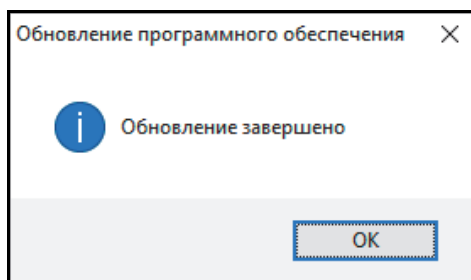 Обновление программного обеспечения
Обновление завершено
OK